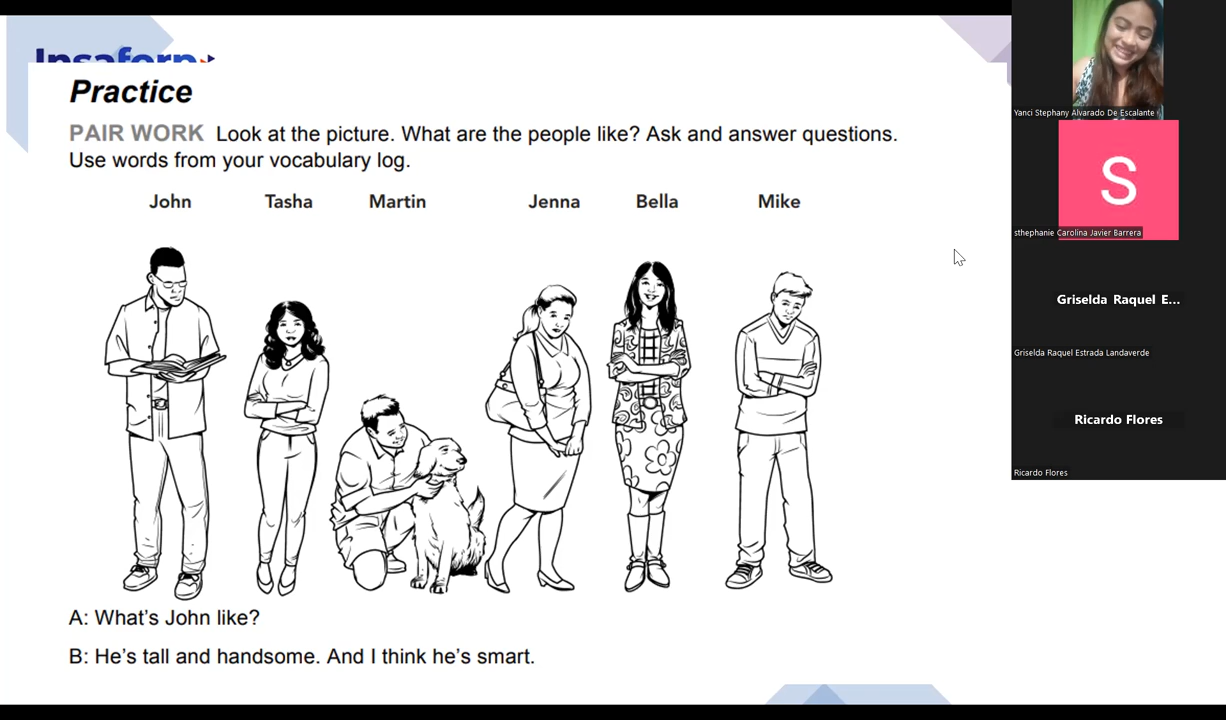 Insaforp
Practice
PAIR WORK Look at the picture. What are the people like? Ask and answer questions.
Use words from your vocabulary log.
John Tasha Martin Jenna Bella Mike
A: What's John like?
B: He's tall and handsome. And I think he's smart.
Yanci Stephany Alvarado De Escalante
S
sthephanie Carolina Javier Barrera
Griselda Raquel E...
Griselda Raquel Estrada Landaverde
Ricardo Flores
Ricardo Flores